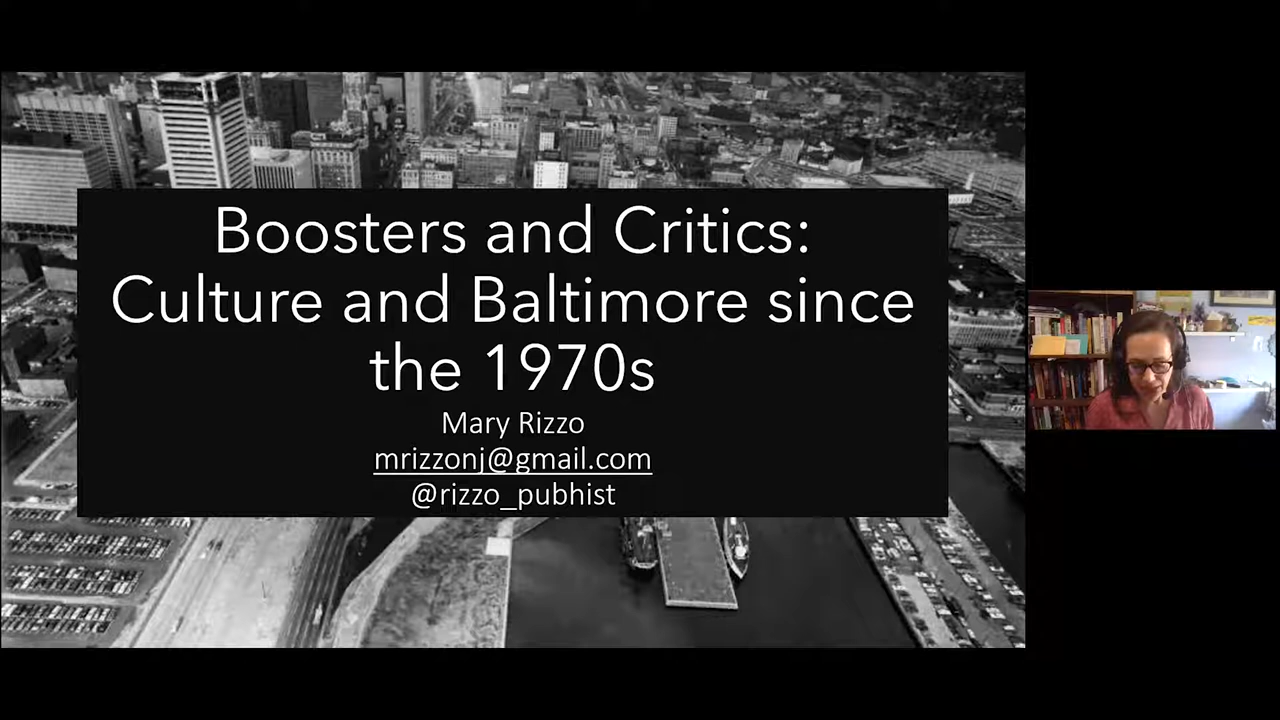 Boosters and Critics:
Culture and Baltimore since
the 1970s
Mary Rizzo
mrizzonj@gmail.com
@rizzo_pubhist